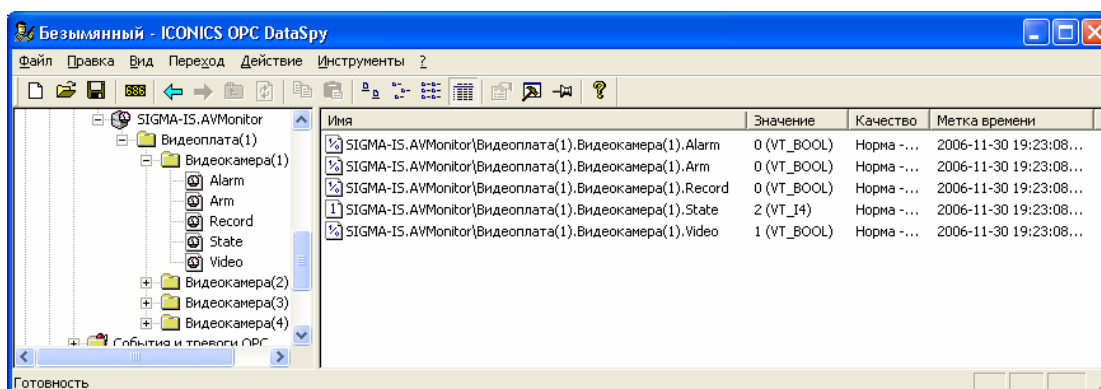 Безымянный - ICONICS OPC DataSpy
Файл Правка Вид Переход Действие Инструменты ?
686
SIGMA-IS.AVMonitor
Видеоплата(1)
Видеокамера(1)
Alarm
Arm
Record
State
Video
Видеокамера(2)
Видеокамера(3)
Видеокамера(4)
События и тревоги OPC
Имя Значение Качество Метка времени
SIGMA-IS.AVMonitor\Видеоплата(1).Видеокамера(1).Alarm 0 (VT_BOOL) Норма -... 2006-11-30 19:23:08...
SIGMA-IS.AVMonitor\Видеоплата(1).Видеокамера(1).Arm 0 (VT_BOOL) Норма -... 2006-11-30 19:23:08...
SIGMA-IS.AVMonitor\Видеоплата(1).Видеокамера(1).Record 0 (VT_BOOL) Норма -... 2006-11-30 19:23:08...
SIGMA-IS.AVMonitor\Видеоплата(1).Видеокамера(1).State 2 (VT_I4) Норма -... 2006-11-30 19:23:08...
SIGMA-IS.AVMonitor\Видеоплата(1).Видеокамера(1).Video 1 (VT_BOOL) Норма -... 2006-11-30 19:23:08...
Готовность